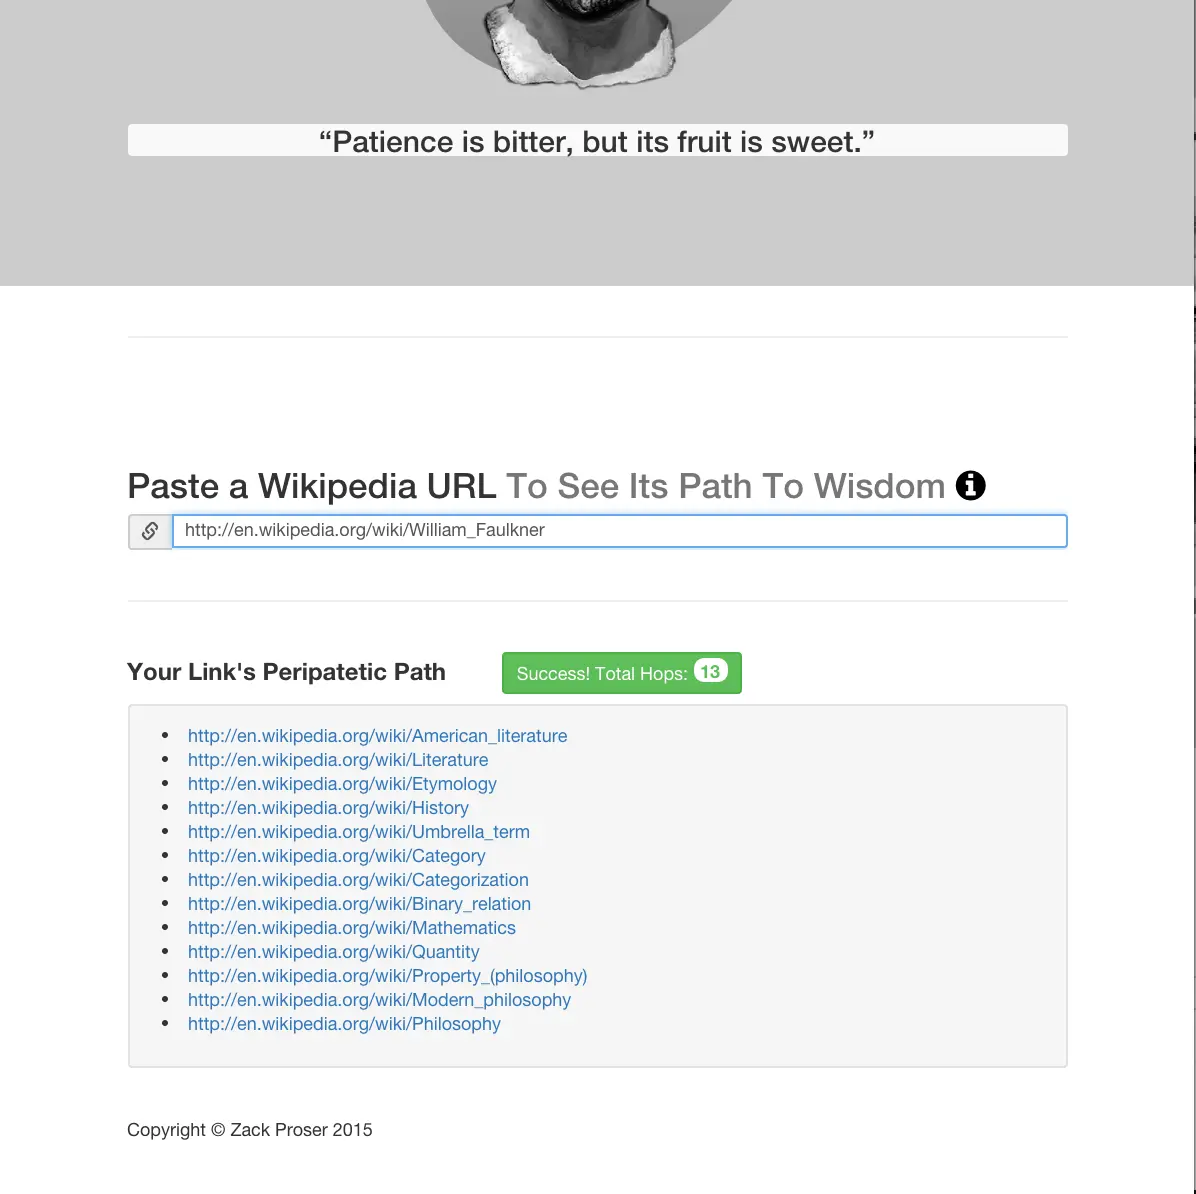 “Patience is bitter, but its fruit is sweet.”
Paste a Wikipedia URL To See Its Path To Wisdom
http://en.wikipedia.org/wiki/William_Faulkner
Your Link's Peripatetic Path
Success! Total Hops: 13
http://en.wikipedia.org/wiki/American_literature
http://en.wikipedia.org/wiki/Literature
http://en.wikipedia.org/wiki/Etymology
http://en.wikipedia.org/wiki/History
http://en.wikipedia.org/wiki/Umbrella_term
http://en.wikipedia.org/wiki/Category
http://en.wikipedia.org/wiki/Categorization
http://en.wikipedia.org/wiki/Binary_relation
http://en.wikipedia.org/wiki/Mathematics
http://en.wikipedia.org/wiki/Quantity
http://en.wikipedia.org/wiki/Property_(philosophy)
http://en.wikipedia.org/wiki/Modern_philosophy
http://en.wikipedia.org/wiki/Philosophy
Copyright © Zack Proser 2015